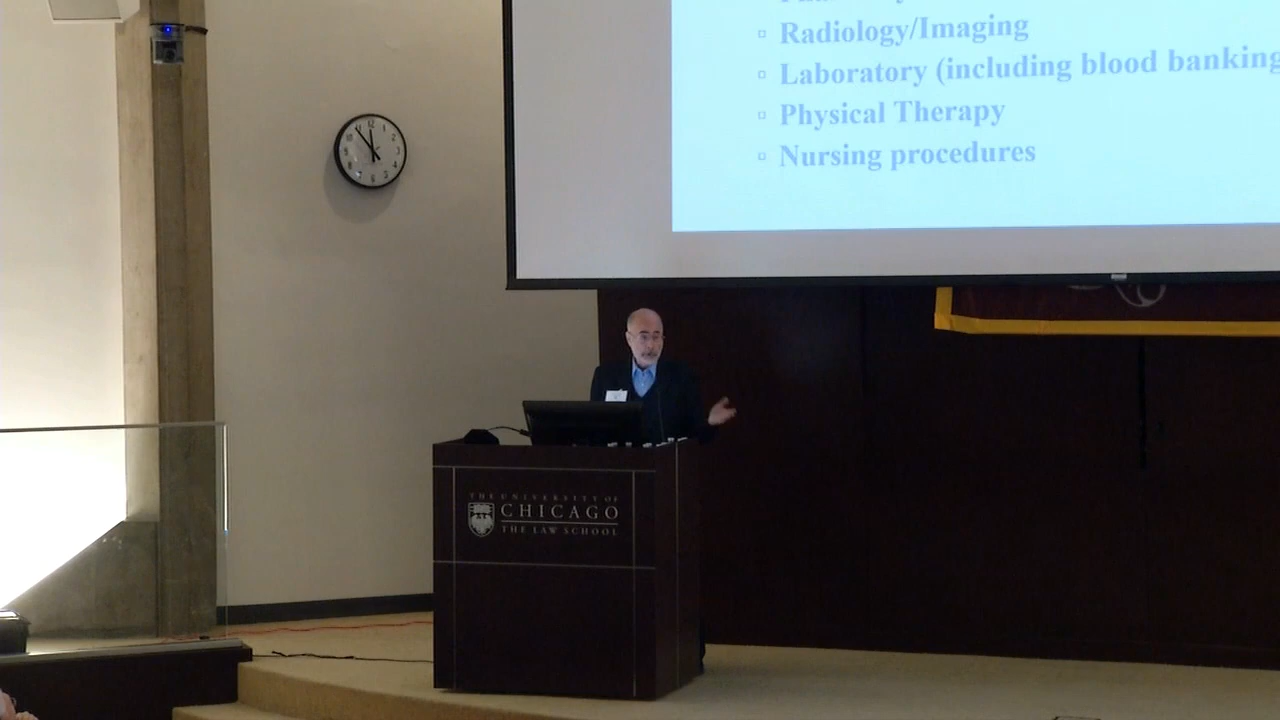 Radiology/Imaging
Laboratory (including blood banking
Physical Therapy
Nursing procedures
THE UNIVERSITY OF
CHICAGO
THE LAW SCHOOL